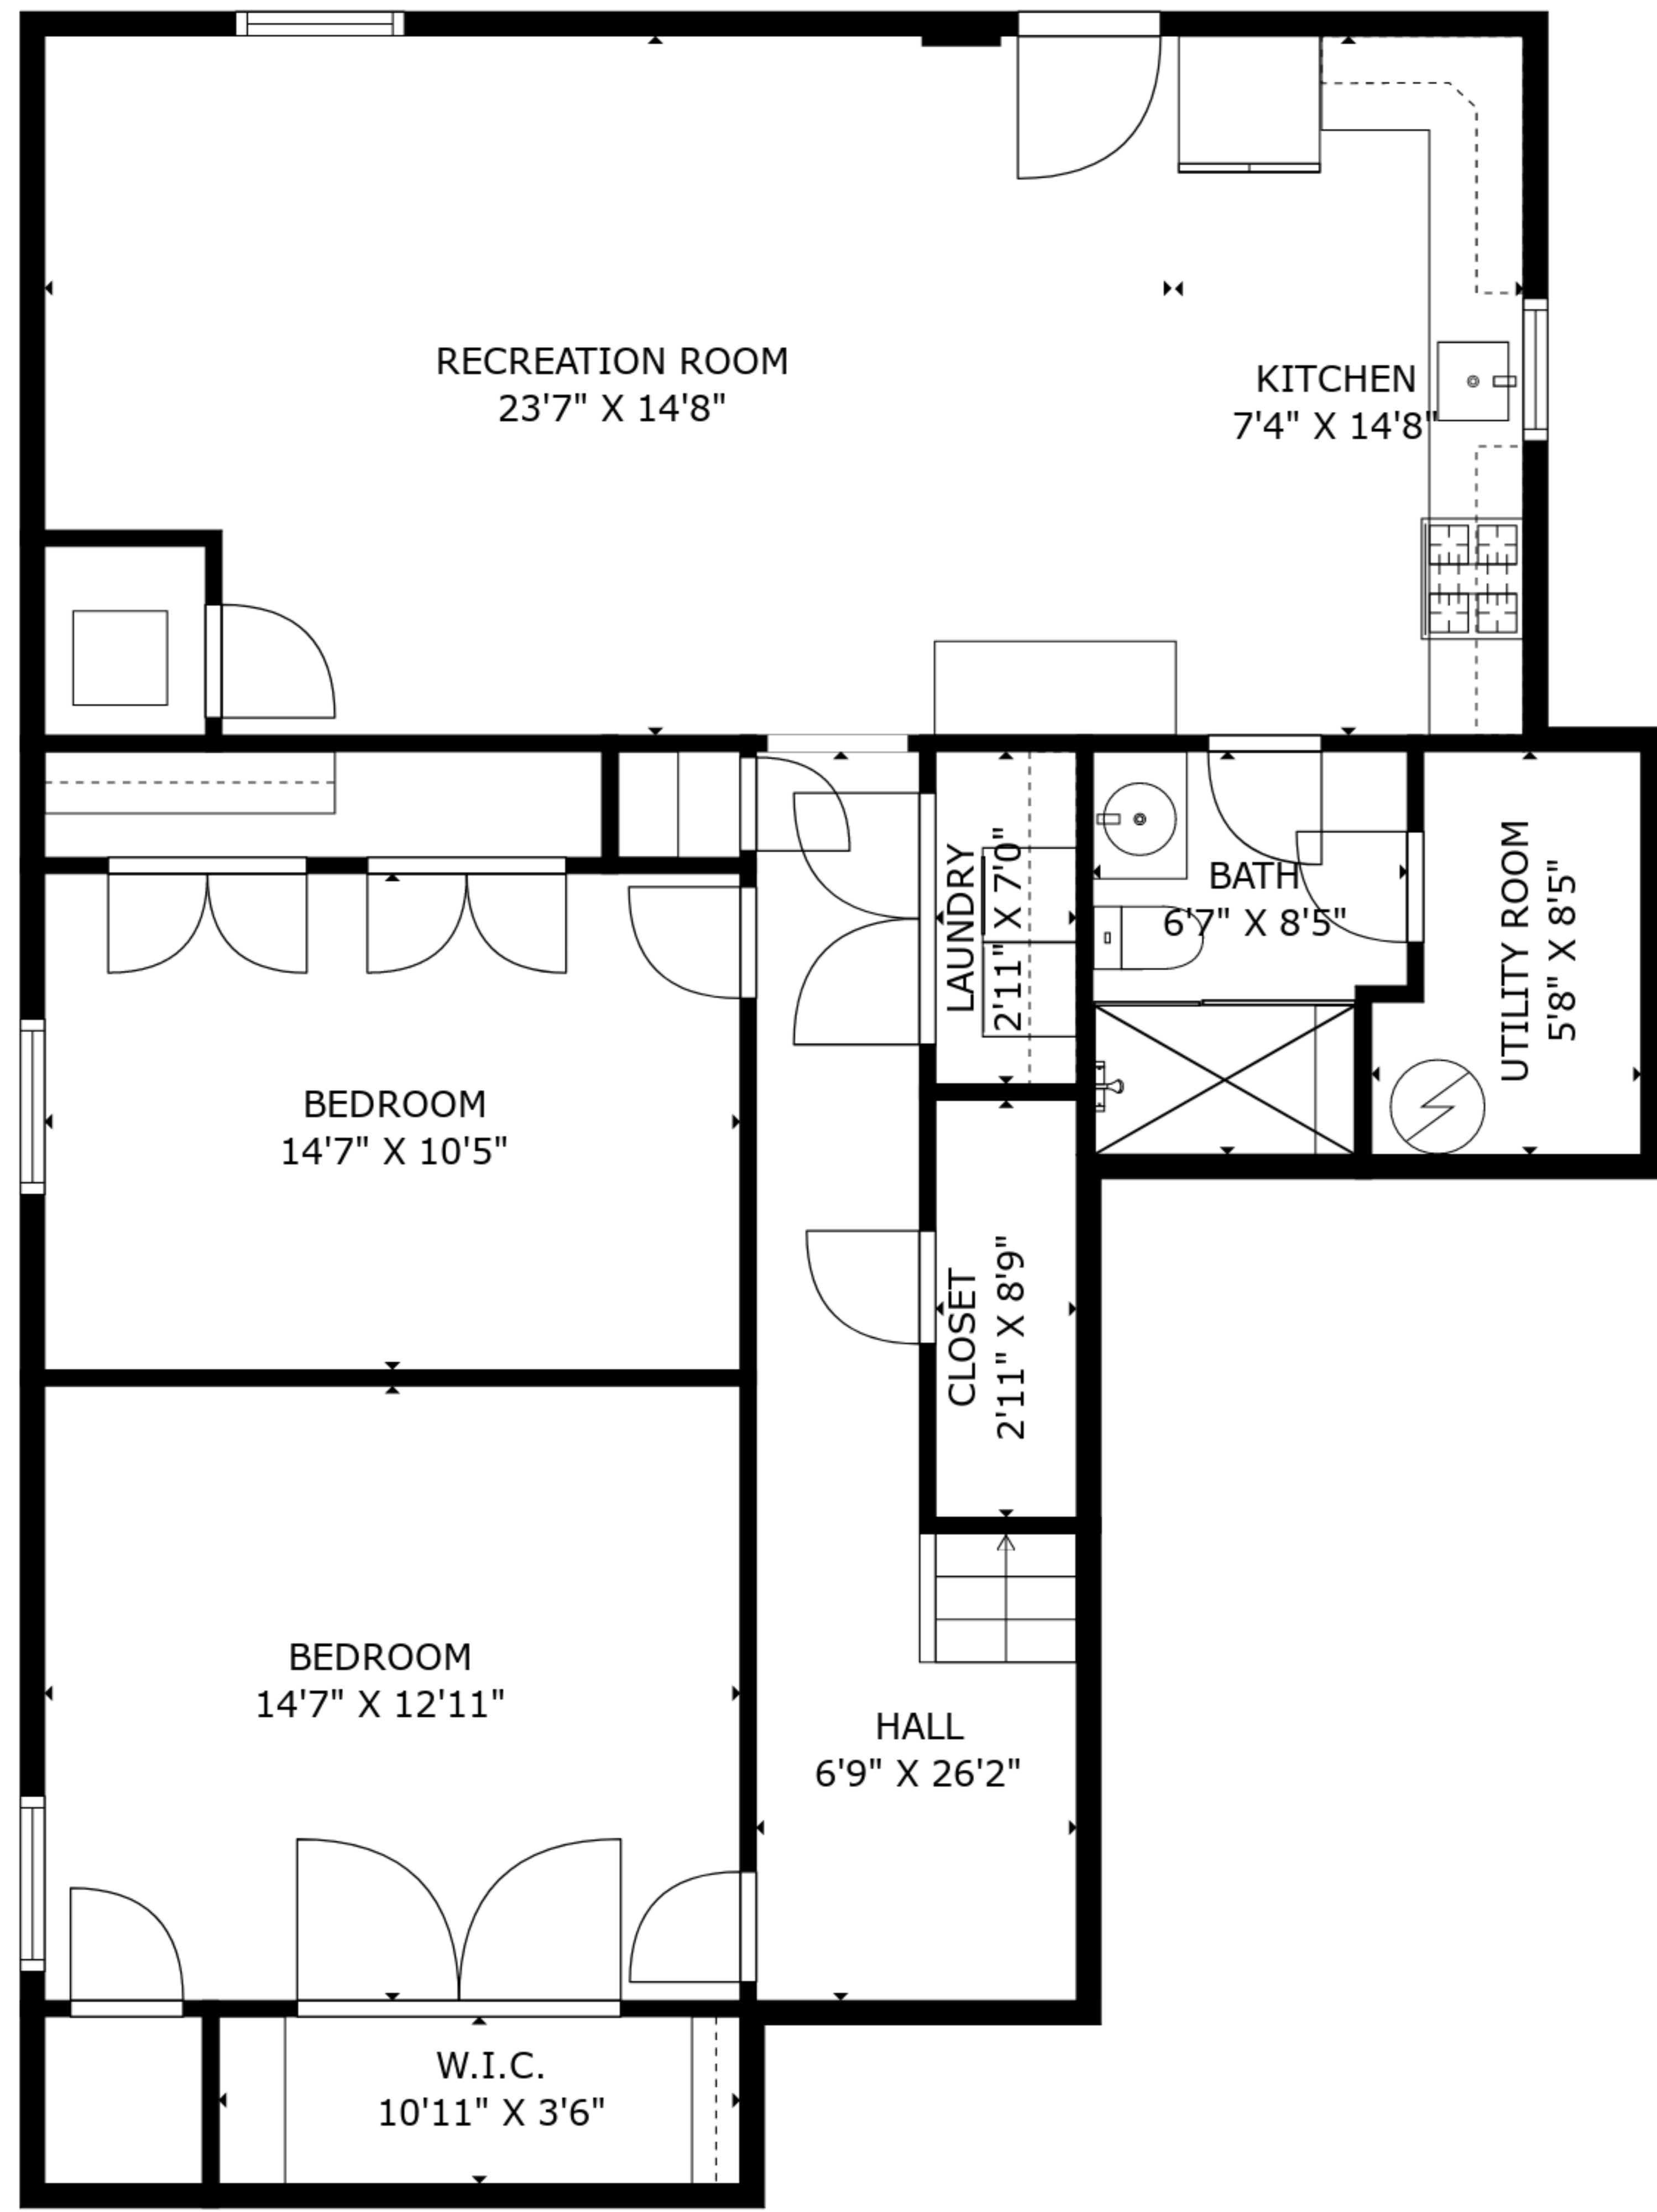 RECREATION ROOM
23'7" X 14'8"
KITCHEN
7'4" X 14'8"
LAUNDRY
2'11" X 7'0"
BATH
6'7" X 8'5"
UTILITY ROOM
5'8" X 8'5"
BEDROOM
14'7" X 10'5"
CLOSET
2'11" X 8'9"
BEDROOM
14'7" X 12'11"
HALL
6'9" X 26'2"
W.I.C.
10'11" X 3'6"